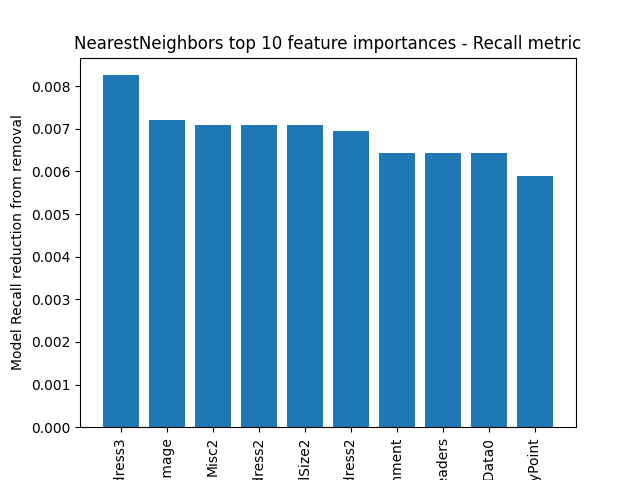 NearestNeighbors top 10 feature importances - Recall metric
Model Recall reduction from removal
0.008
0.007
0.006
0.005
0.004
0.003
0.002
0.001
0.000
dress3
mage
Misc2
dress2
lSize2
dress2
nment
eaders
Data0
yPoint